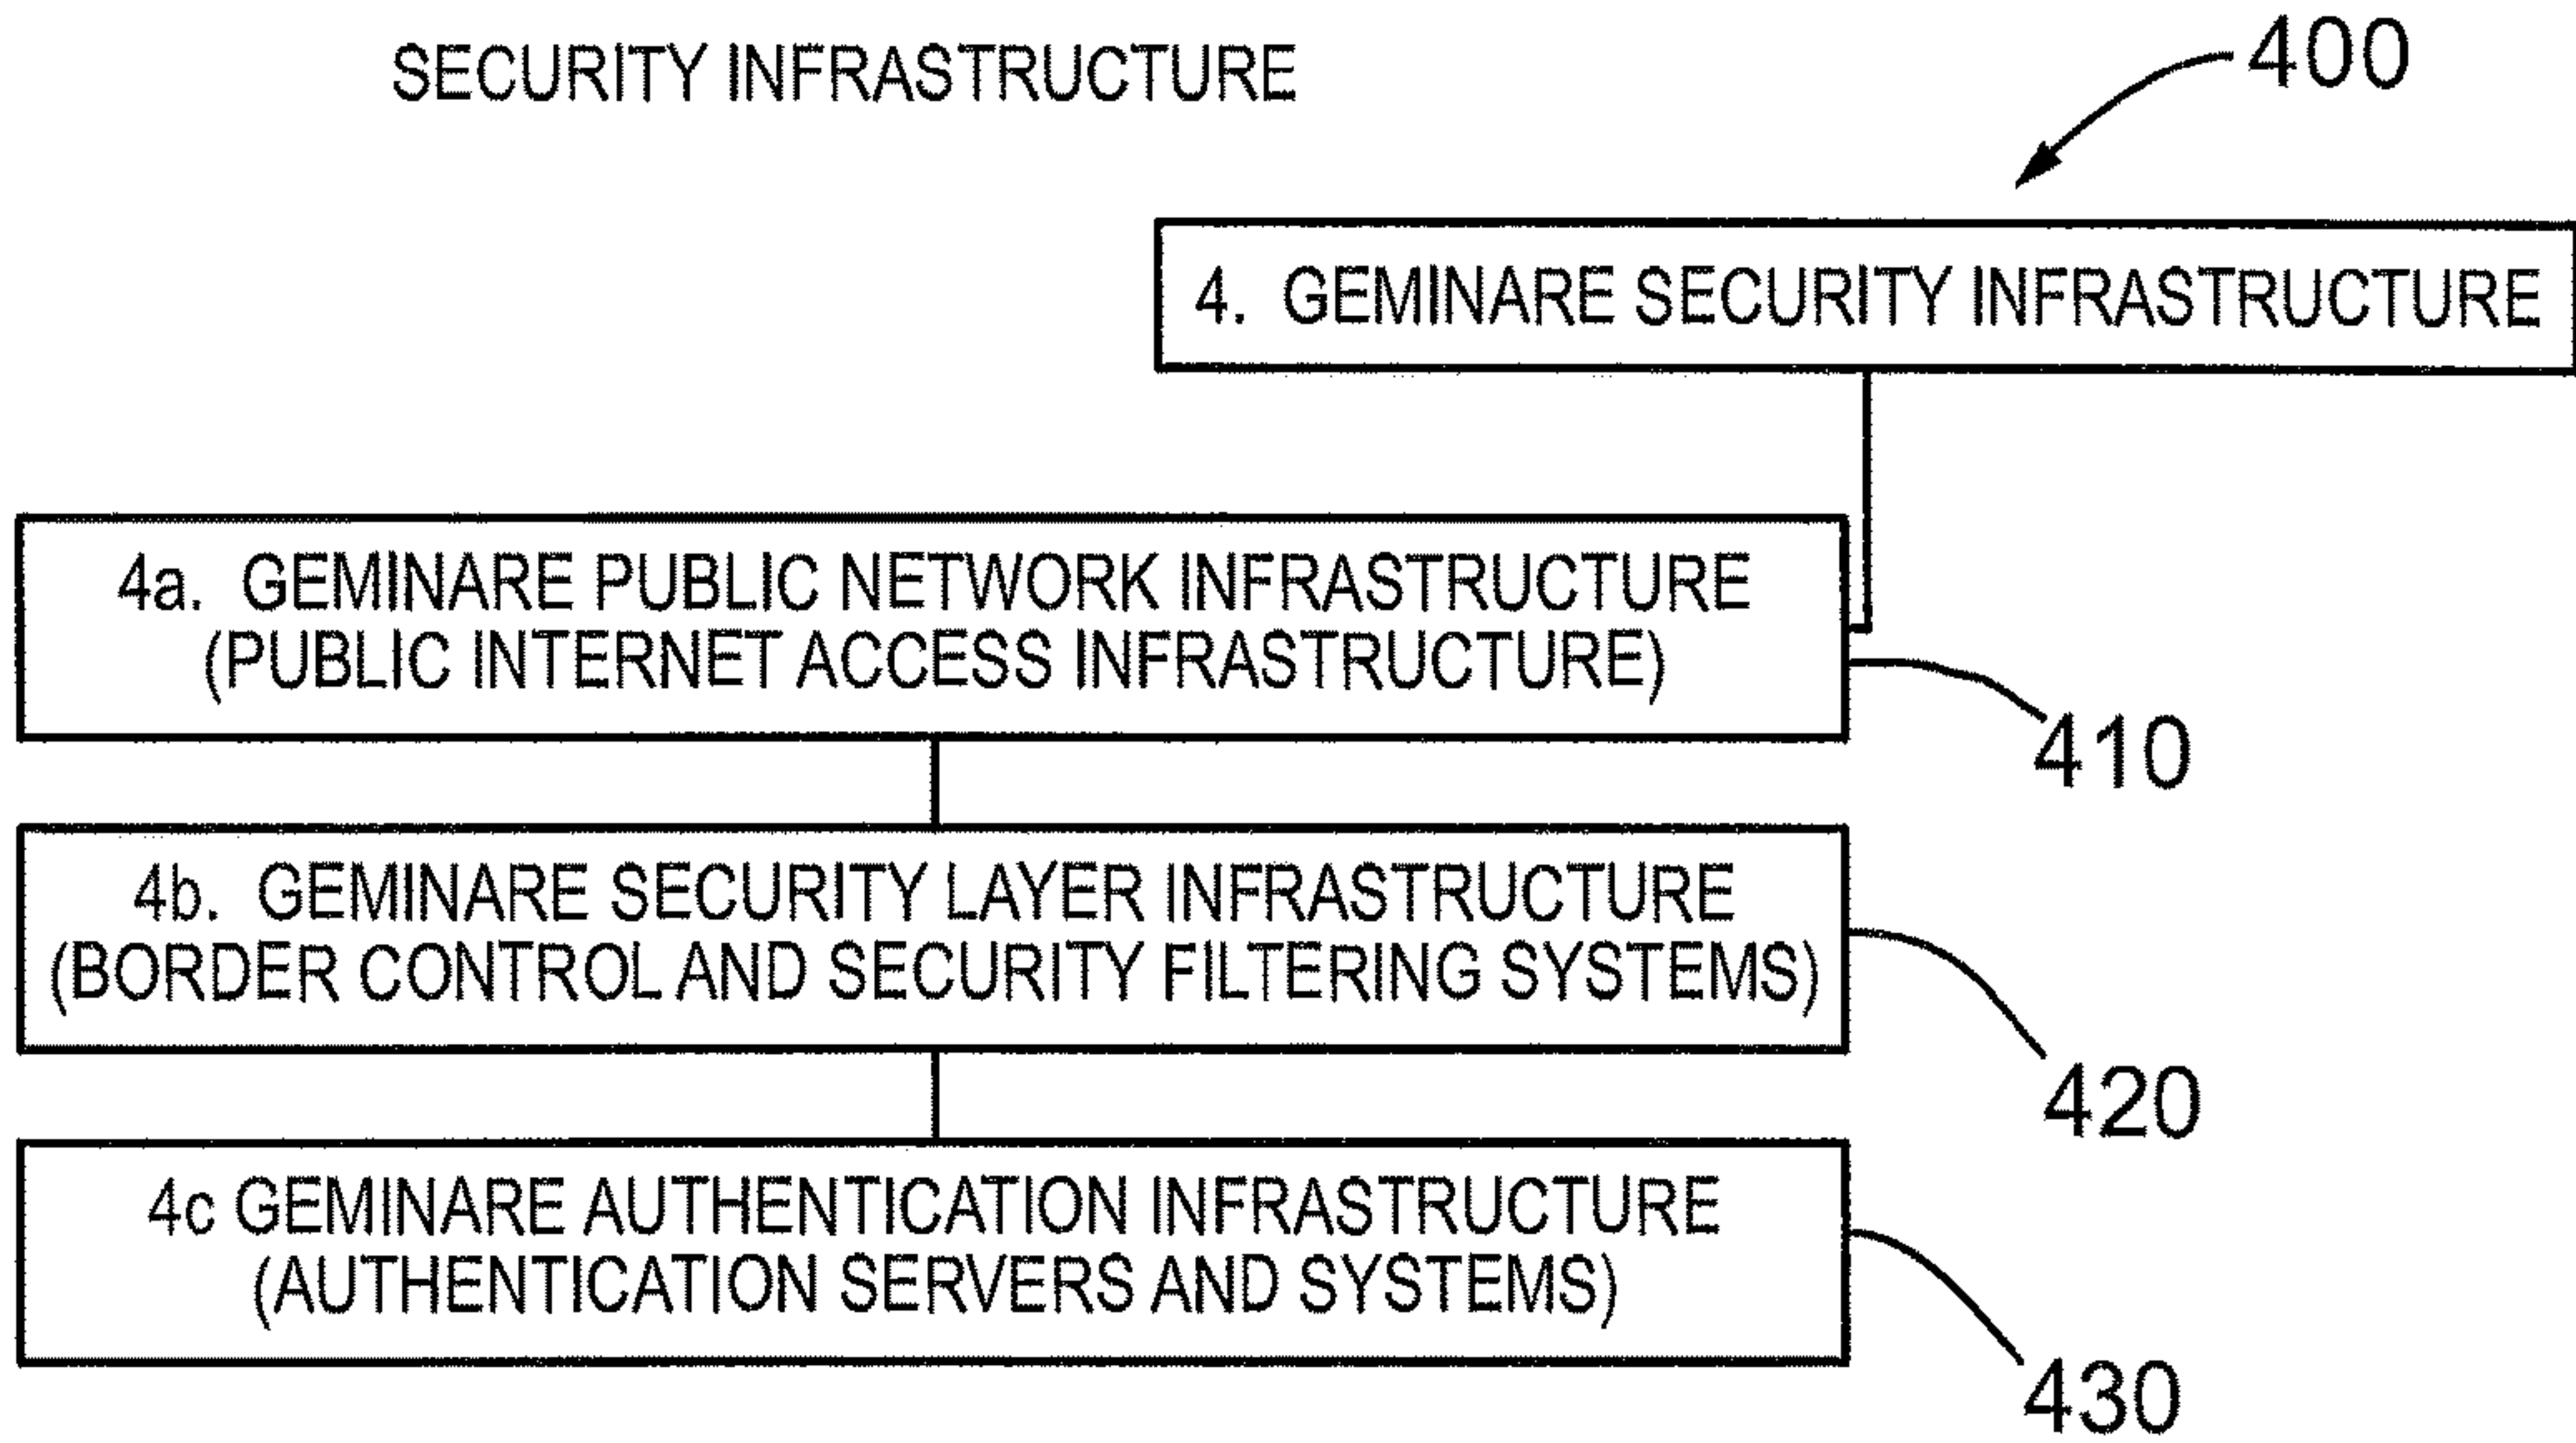 SECURITY INFRASTRUCTURE
400
4. GEMINARE SECURITY INFRASTRUCTURE
4a. GEMINARE PUBLIC NETWORK INFRASTRUCTURE
(PUBLIC INTERNET ACCESS INFRASTRUCTURE)
410
4b. GEMINARE SECURITY LAYER INFRASTRUCTURE
(BORDER CONTROL AND SECURITY FILTERING SYSTEMS)
420
4c GEMINARE AUTHENTICATION INFRASTRUCTURE
(AUTHENTICATION SERVERS AND SYSTEMS)
430